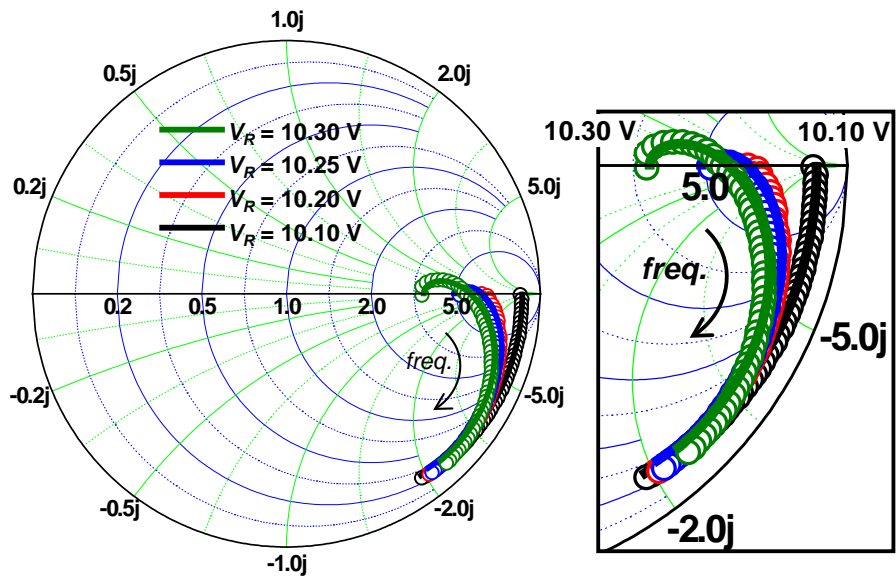 1.0j
0.5j
2.0j
V_R = 10.30 V
V_R = 10.25 V
V_R = 10.20 V
V_R = 10.10 V
0.2j
5.0j
0.2
0.5
1.0
2.0
5.0
freq.
-0.2j
-5.0j
-0.5j
-2.0j
-1.0j
10.30 V
10.10 V
5.0
freq.
-5.0j
-2.0j